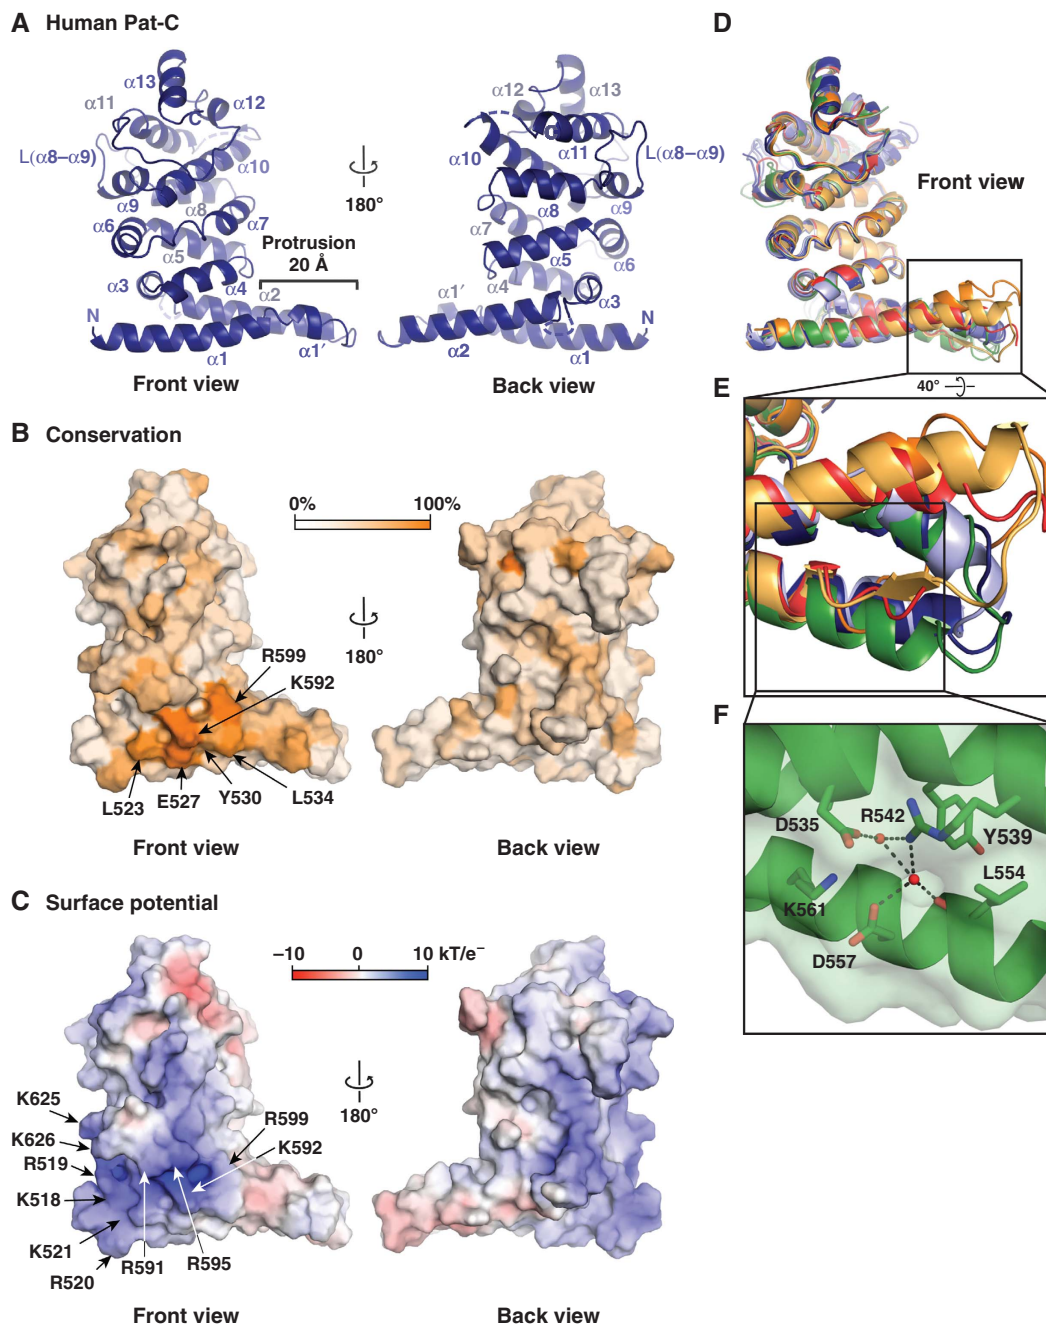 A Human Pat-C
α13
α12
α11
α10
L(α8–α9)
α9
α8
α7
α6
α5
α4
α3
α2
Protrusion
20 Å
N
α1
α1′
Front view
180°
α12
α13
α10
α11
L(α8–α9)
C
α8
α9
α7
α5
α6
α4
α1′
α3
N
α2
α1
Back view
B Conservation
0% 100%
180°
R599
K592
L523
E527
Y530
L534
Front view
Back view
C Surface potential
−10 0 10 kT/e⁻
180°
K625
K626
R519
K518
K521
R520
R591
R595
R599
K592
Front view
Back view
D
Front view
40°
E
F
D535
R542
Y539
L554
K561
D557